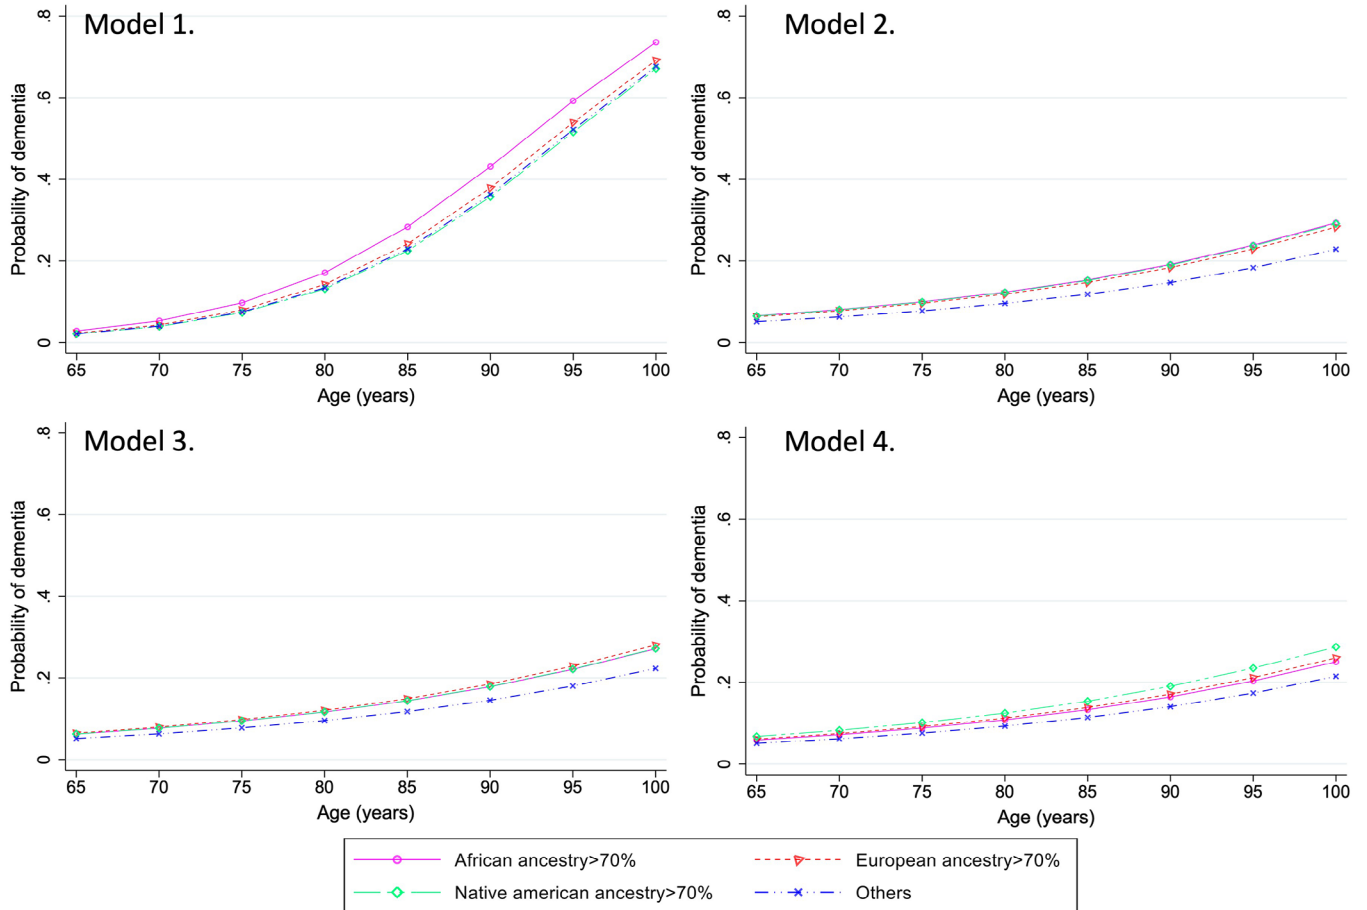 Model 1.
Probability of dementia
.8
.6
.4
.2
0
65 70 75 80 85 90 95 100
Age (years)
Model 2.
Probability of dementia
.8
.6
.4
.2
0
65 70 75 80 85 90 95 100
Age (years)
Model 3.
Probability of dementia
.8
.6
.4
.2
0
65 70 75 80 85 90 95 100
Age (years)
Model 4.
Probability of dementia
.8
.6
.4
.2
0
65 70 75 80 85 90 95 100
Age (years)
African ancestry>70% European ancestry>70%
Native american ancestry>70% Others